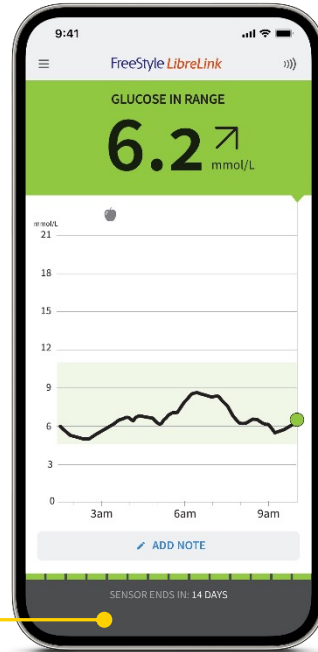 9:41
FreeStyle LibreLink
GLUCOSE IN RANGE
6.2 mmol/L
mmol/L
21
18
15
12
9
6
3
0
3am 6am 9am
ADD NOTE
SENSOR ENDS IN: 14 DAYS